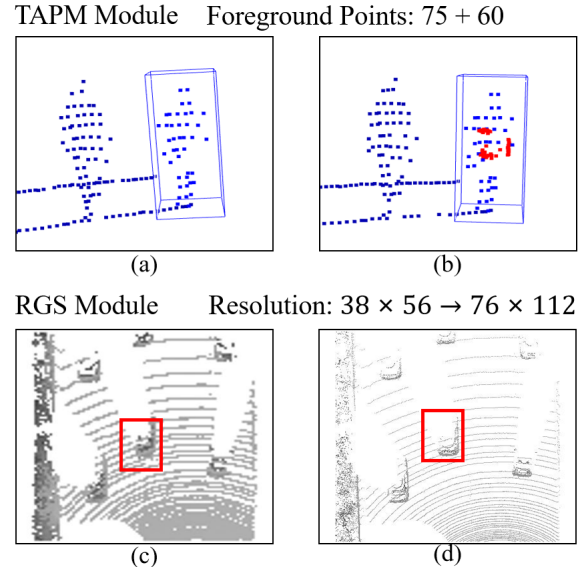 TAPM Module Foreground Points: 75 + 60
(a) (b)
RGS Module Resolution: 38 × 56 → 76 × 112
(c) (d)